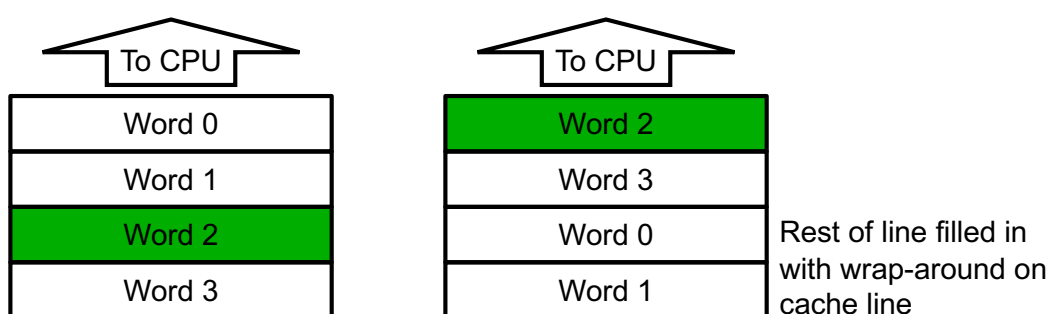 To CPU
Word 0
Word 1
Word 2
Word 3
To CPU
Word 2
Word 3
Word 0
Word 1
Rest of line filled in
with wrap-around on
cache line